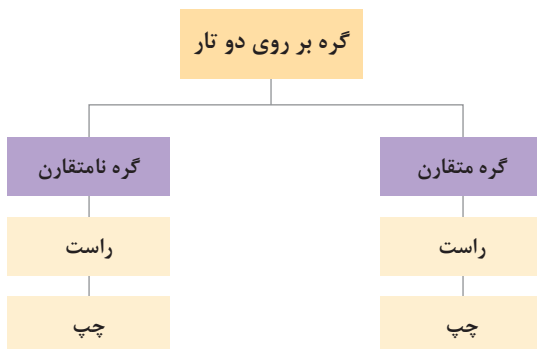 گره بر روی دو تار
گره متقارن
گره نامتقارن
راست
راست
چپ
چپ